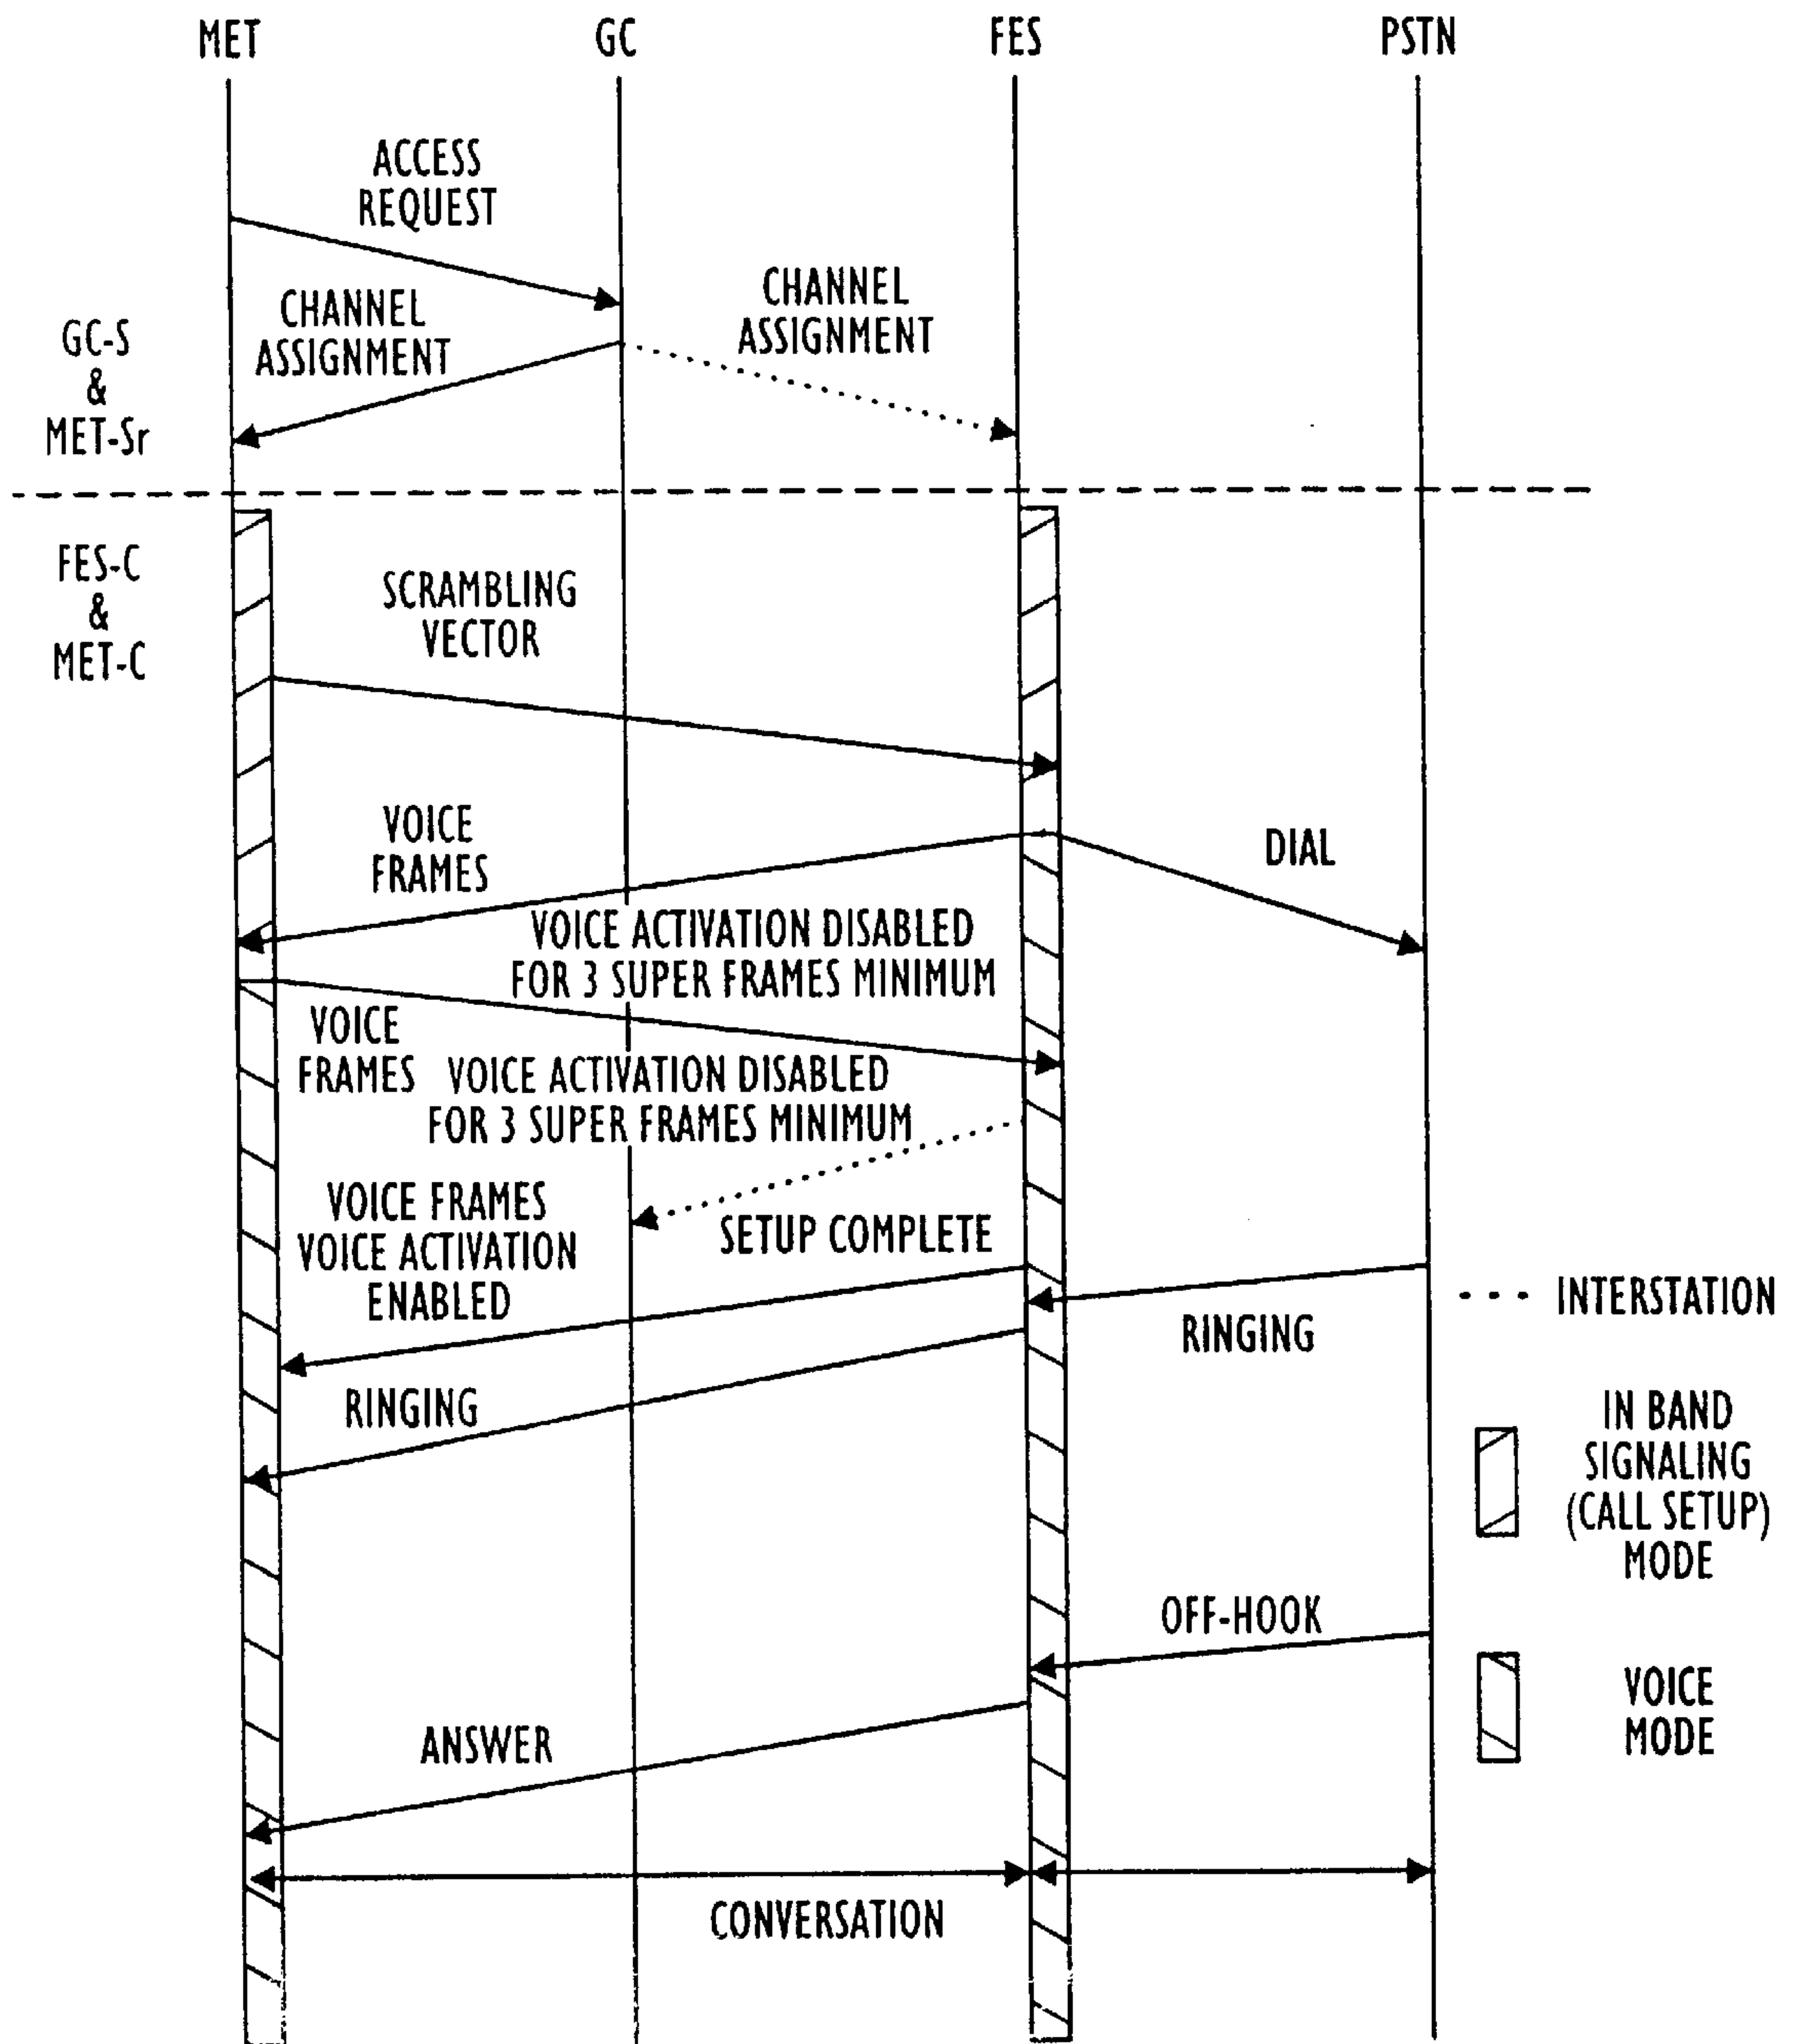 MET
GC
FES
PSTN
ACCESS
REQUEST
CHANNEL
ASSIGNMENT
CHANNEL
ASSIGNMENT
GC-S
&
MET-Sr
FES-C
&
MET-C
SCRAMBLING
VECTOR
VOICE
FRAMES
DIAL
VOICE ACTIVATION DISABLED
FOR 3 SUPER FRAMES MINIMUM
VOICE
FRAMES
VOICE ACTIVATION DISABLED
FOR 3 SUPER FRAMES MINIMUM
VOICE FRAMES
VOICE ACTIVATION
ENABLED
SETUP COMPLETE
RINGING
INTERSTATION
RINGING
IN BAND
SIGNALING
(CALL SETUP)
MODE
OFF-HOOK
VOICE
MODE
ANSWER
CONVERSATION